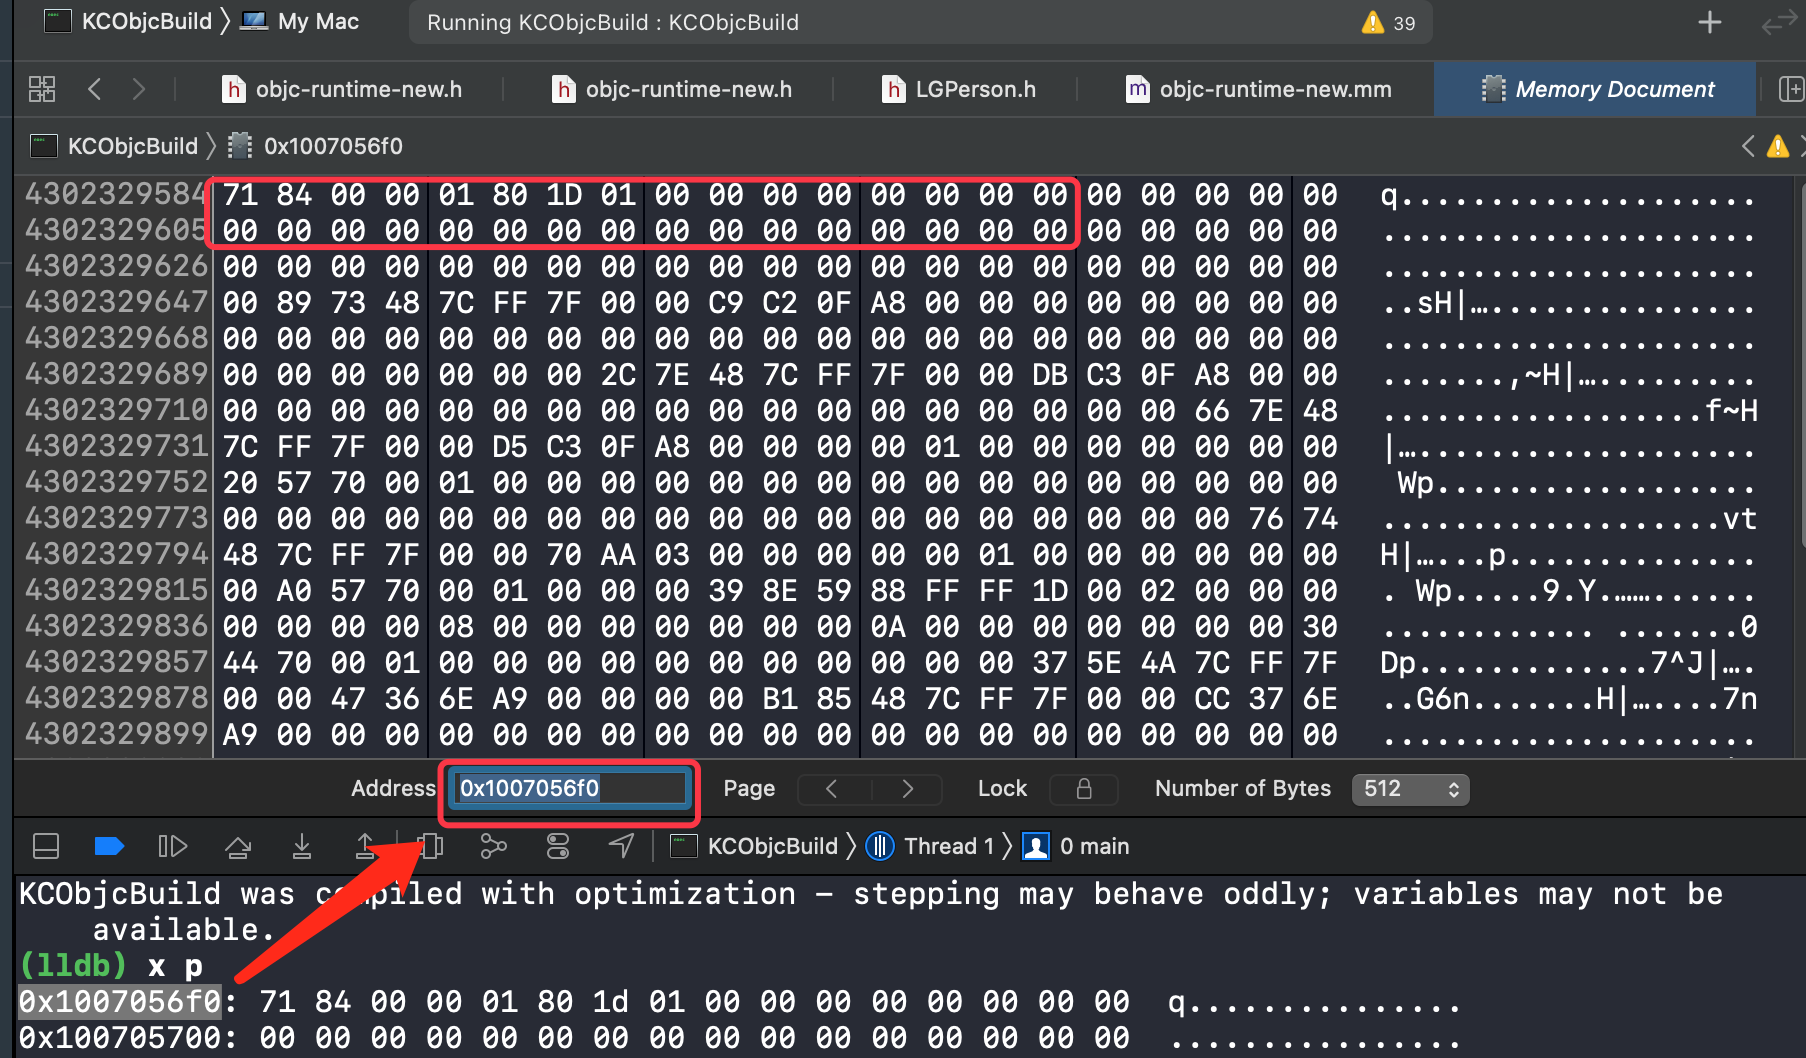 KCObjcBuild 〉 My Mac Running KCObjcBuild : KCObjcBuild 39
objc-runtime-new.h objc-runtime-new.h LGPerson.h objc-runtime-new.mm Memory Document
KCObjcBuild 〉 0x1007056f0
4302329584 71 84 00 00 01 80 1D 01 00 00 00 00 00 00 00 00 00 00 00 00 00 q....................
4302329605 00 00 00 00 00 00 00 00 00 00 00 00 00 00 00 00 00 00 00 00 00 .....................
4302329626 00 00 00 00 00 00 00 00 00 00 00 00 00 00 00 00 00 00 00 00 00 .....................
4302329647 00 89 73 48 7C FF 7F 00 00 C9 C2 0F A8 00 00 00 00 00 00 00 00 ..sH|…...............
4302329668 00 00 00 00 00 00 00 00 00 00 00 00 00 00 00 00 00 00 00 00 00 .....................
4302329689 00 00 00 00 00 00 00 2C 7E 48 7C FF 7F 00 00 DB C3 0F A8 00 00 .......,~H|….........
4302329710 00 00 00 00 00 00 00 00 00 00 00 00 00 00 00 00 00 00 66 7E 48 ..................f~H
4302329731 7C FF 7F 00 00 D5 C3 0F A8 00 00 00 00 01 00 00 00 00 00 00 00 |…...................
4302329752 20 57 70 00 01 00 00 00 00 00 00 00 00 00 00 00 00 00 00 00 00 Wp..................
4302329773 00 00 00 00 00 00 00 00 00 00 00 00 00 00 00 00 00 00 00 76 74 ...................vt
4302329794 48 7C FF 7F 00 00 70 AA 03 00 00 00 00 00 01 00 00 00 00 00 00 H|…...p..............
4302329815 00 A0 57 70 00 01 00 00 00 39 8E 59 88 FF FF 1D 00 02 00 00 00 . Wp.....9.Y.……......
4302329836 00 00 00 00 08 00 00 00 00 00 00 00 0A 00 00 00 00 00 00 00 30 ............ .......0
4302329857 44 70 00 01 00 00 00 00 00 00 00 00 00 00 00 37 5E 4A 7C FF 7F Dp.............7^J|….
4302329878 00 00 47 36 6E A9 00 00 00 00 B1 85 48 7C FF 7F 00 00 CC 37 6E ..G6n.......H|…....7n
4302329899 A9 00 00 00 00 00 00 00 00 00 00 00 00 00 00 00 00 00 00 00 00 .....................
Address 0x1007056f0 Page Lock Number of Bytes 512
KCObjcBuild 〉 Thread 1 〉 0 main
KCObjcBuild was compiled with optimization – stepping may behave oddly; variables may not be
available.
(lldb) x p
0x1007056f0: 71 84 00 00 01 80 1d 01 00 00 00 00 00 00 00 00 q...............
0x100705700: 00 00 00 00 00 00 00 00 00 00 00 00 00 00 00 00 ................